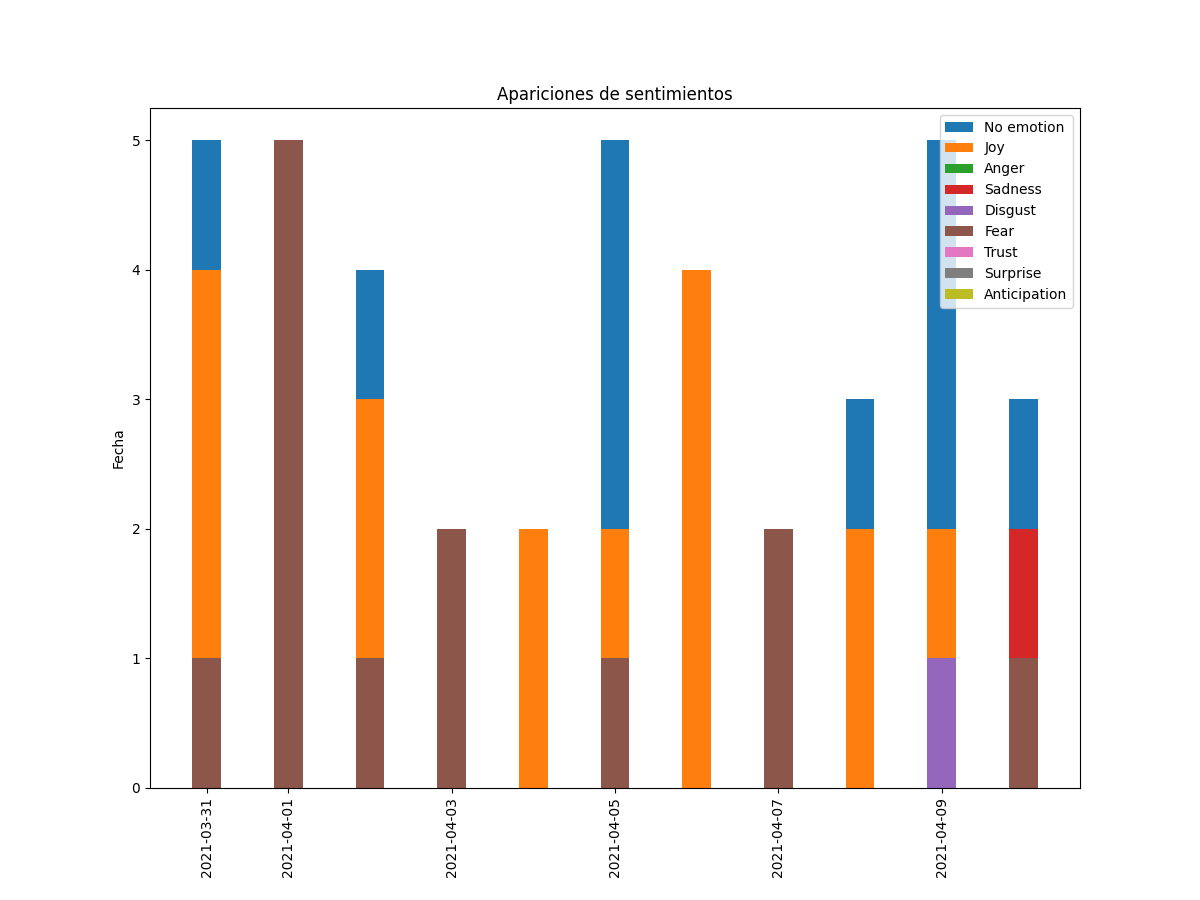 Apariciones de sentimientos
No emotion
Joy
Anger
Sadness
Disgust
Fear
Trust
Surprise
Anticipation
Fecha
5
4
3
2
1
0
2021-03-31
2021-04-01
2021-04-03
2021-04-05
2021-04-07
2021-04-09